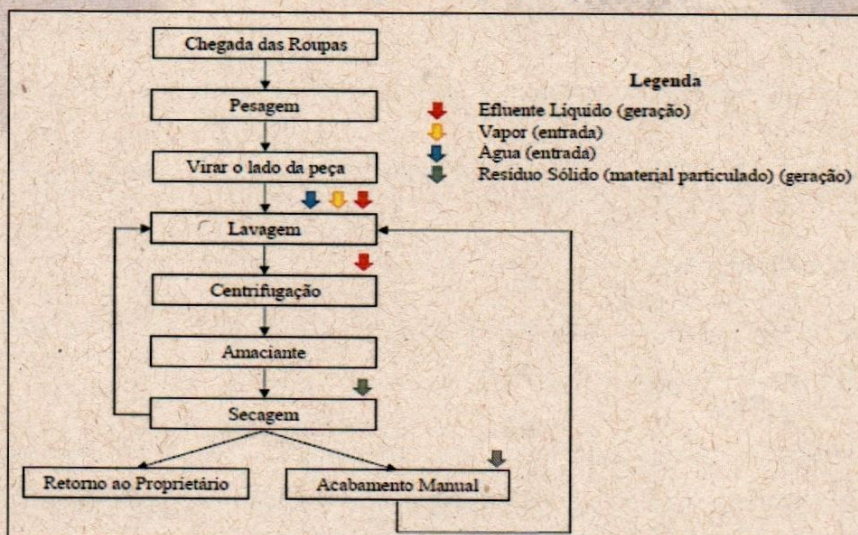 Chegada das Roupas
Pesagem
Virar o lado da peça
Lavagem
Centrifugação
Amaciante
Secagem
Retorno ao Proprietário
Acabamento Manual
Legenda
Efluente Líquido (geração)
Vapor (entrada)
Água (entrada)
Resíduo Sólido (material particulado) (geração)